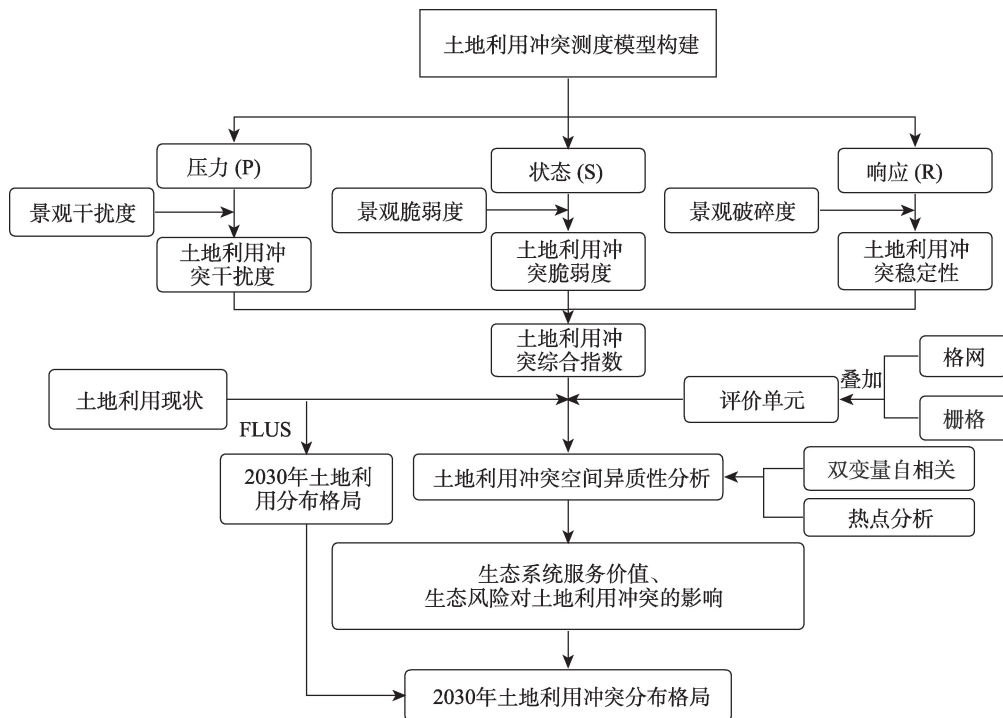 土地利用冲突测度模型构建
压力 (P)
状态 (S)
响应 (R)
景观干扰度
景观脆弱度
景观破碎度
土地利用冲
突干扰度
土地利用冲
突脆弱度
土地利用冲
突稳定性
土地利用冲
突综合指数
土地利用现状
评价单元
叠加
格网
栅格
FLUS
2030年土地利
用分布格局
土地利用冲突空间异质性分析
双变量自相关
热点分析
生态系统服务价值、
生态风险对土地利用冲突的影响
2030年土地利用冲突分布格局